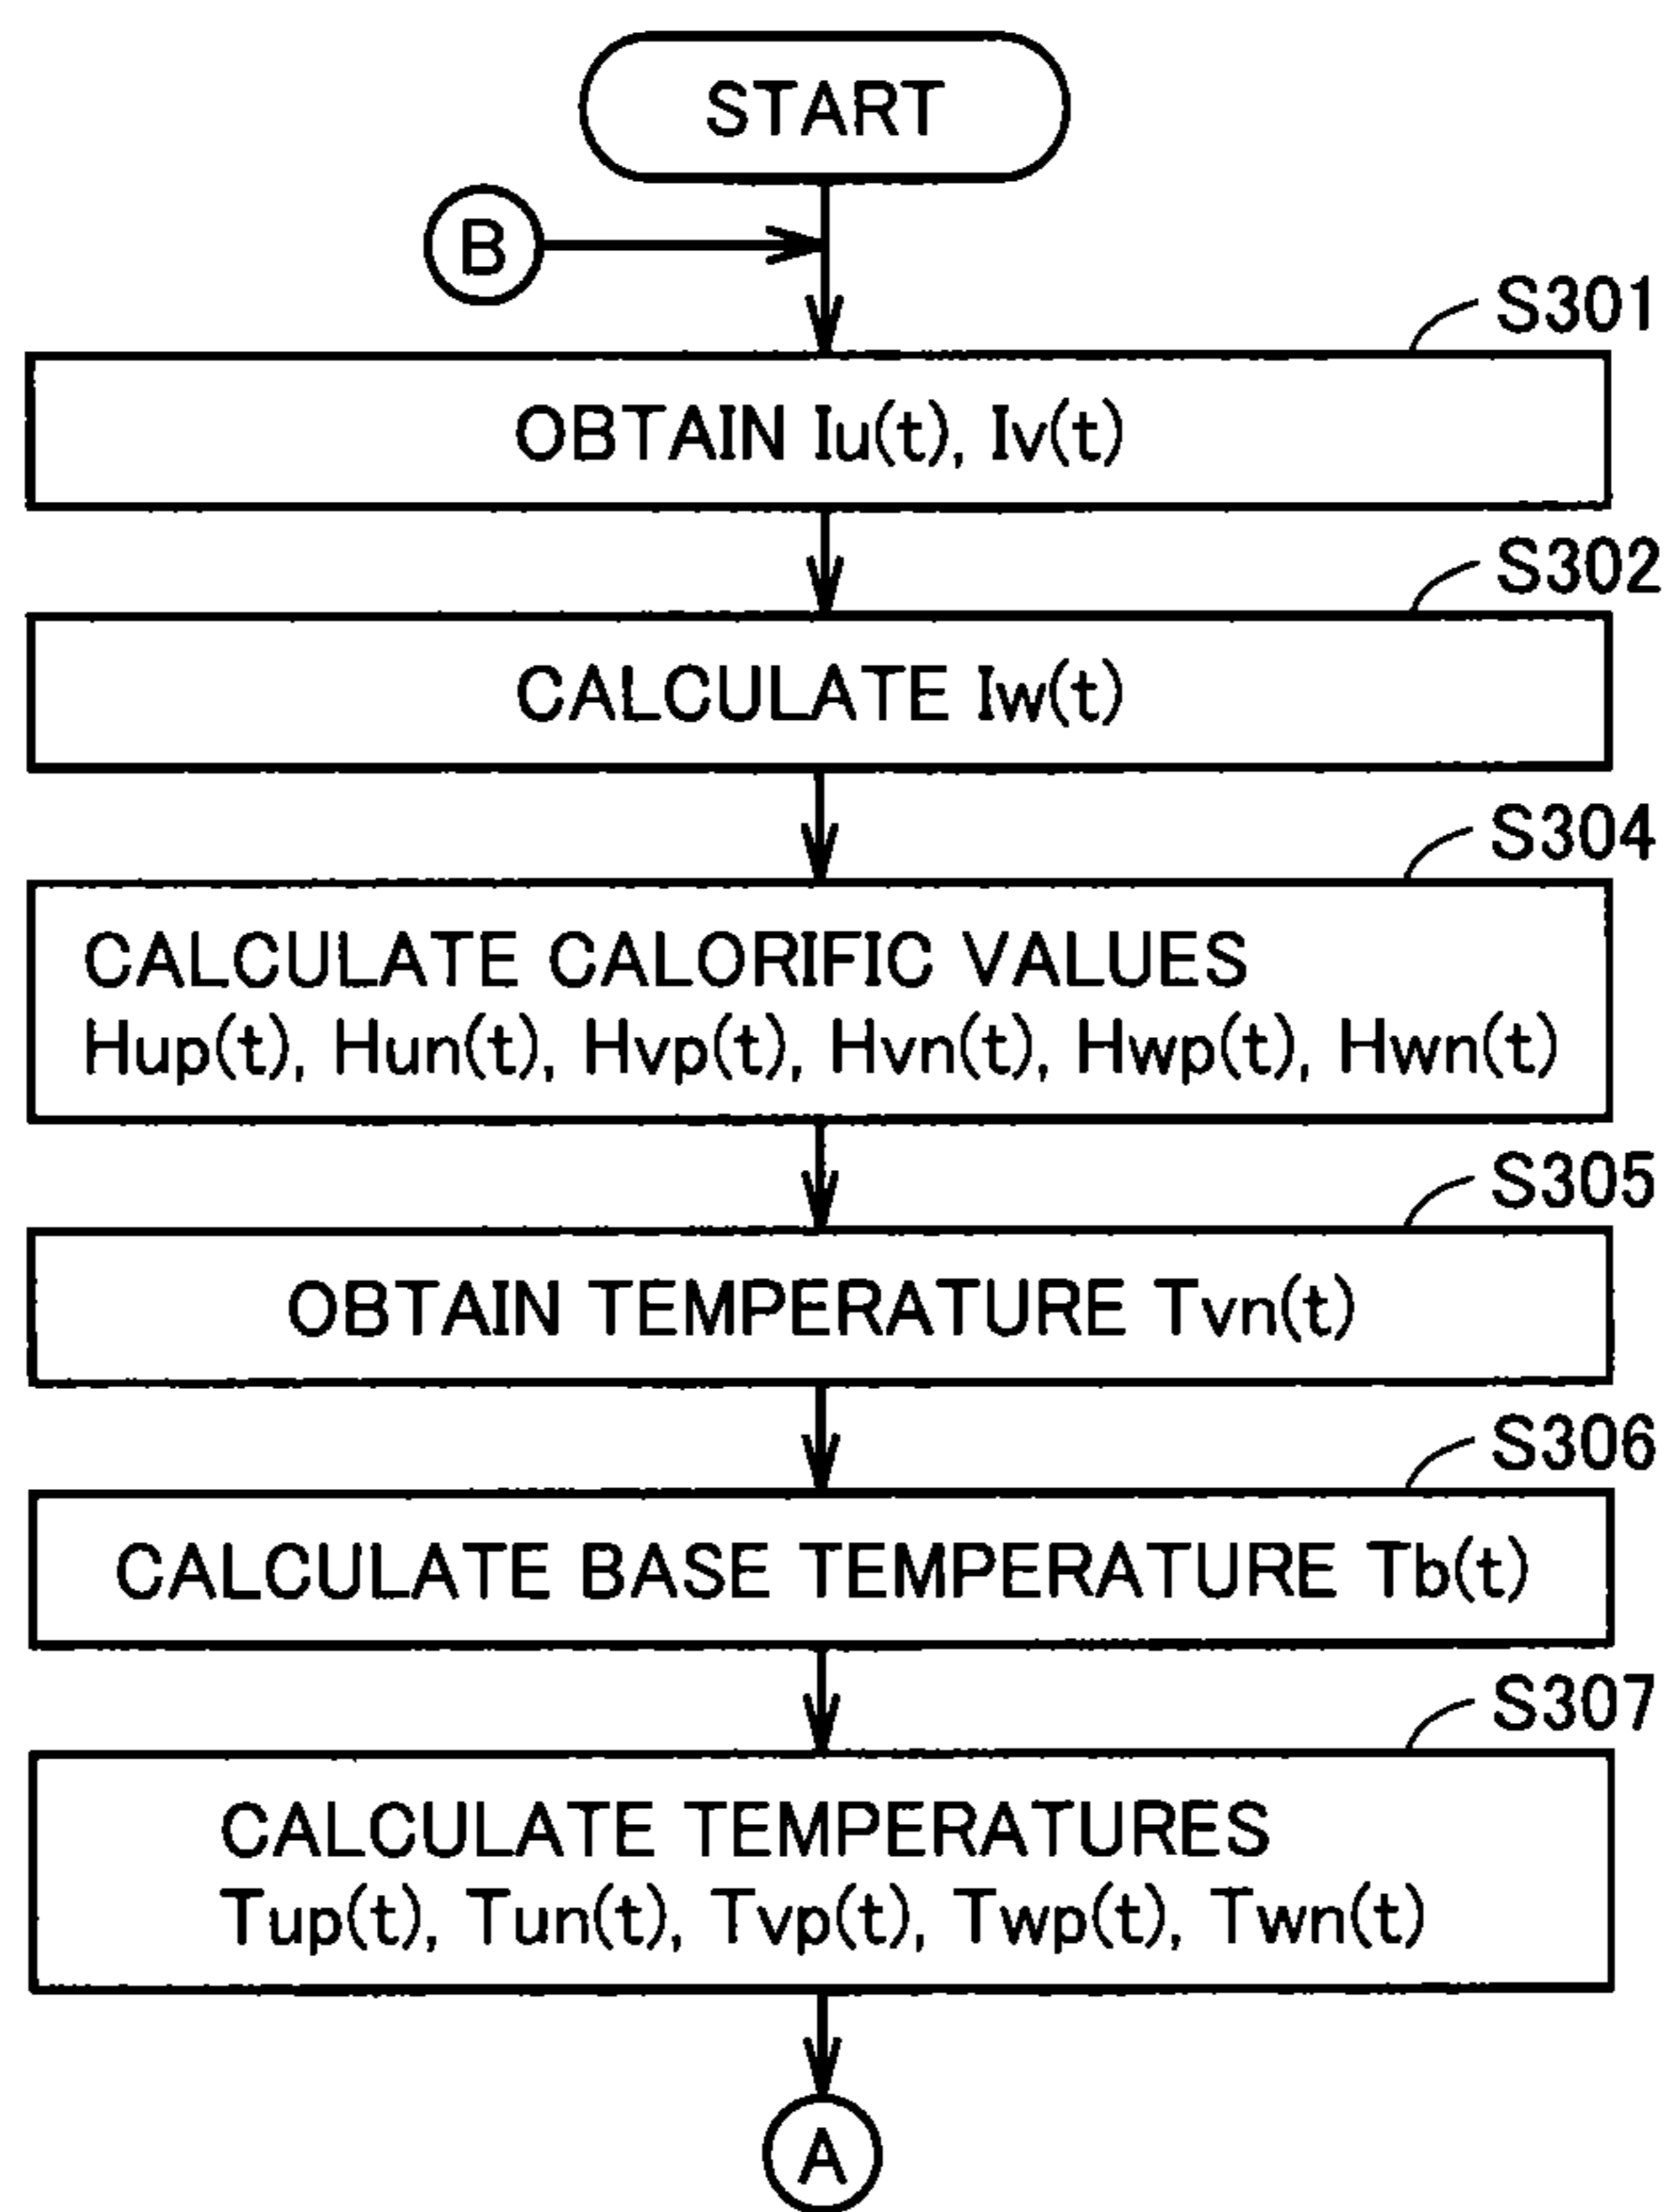 START
B
S301
OBTAIN Iu(t), Iv(t)
S302
CALCULATE Iw(t)
S304
CALCULATE CALORIFIC VALUES
Hup(t), Hun(t), Hvp(t), Hvn(t), Hwp(t), Hwn(t)
S305
OBTAIN TEMPERATURE Tvn(t)
S306
CALCULATE BASE TEMPERATURE Tb(t)
S307
CALCULATE TEMPERATURES
Tup(t), Tun(t), Tvp(t), Twp(t), Twn(t)
A